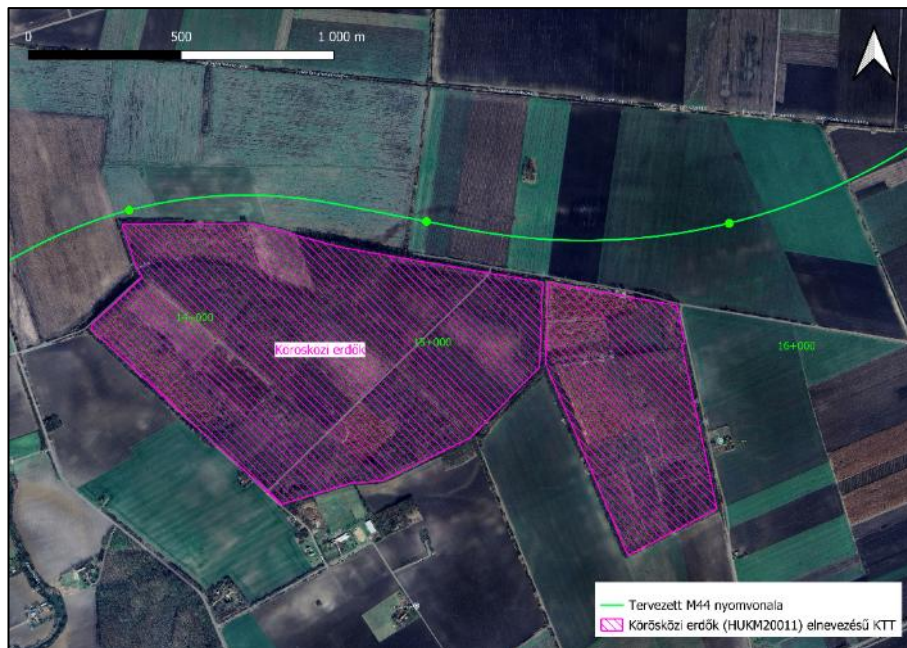 0 500 1 000 m
14+000
15+000
16+000
Körösközi erdők
Tervezett M44 nyomvonala
Körösközi erdők (HUKM20011) elnevezésű KTT